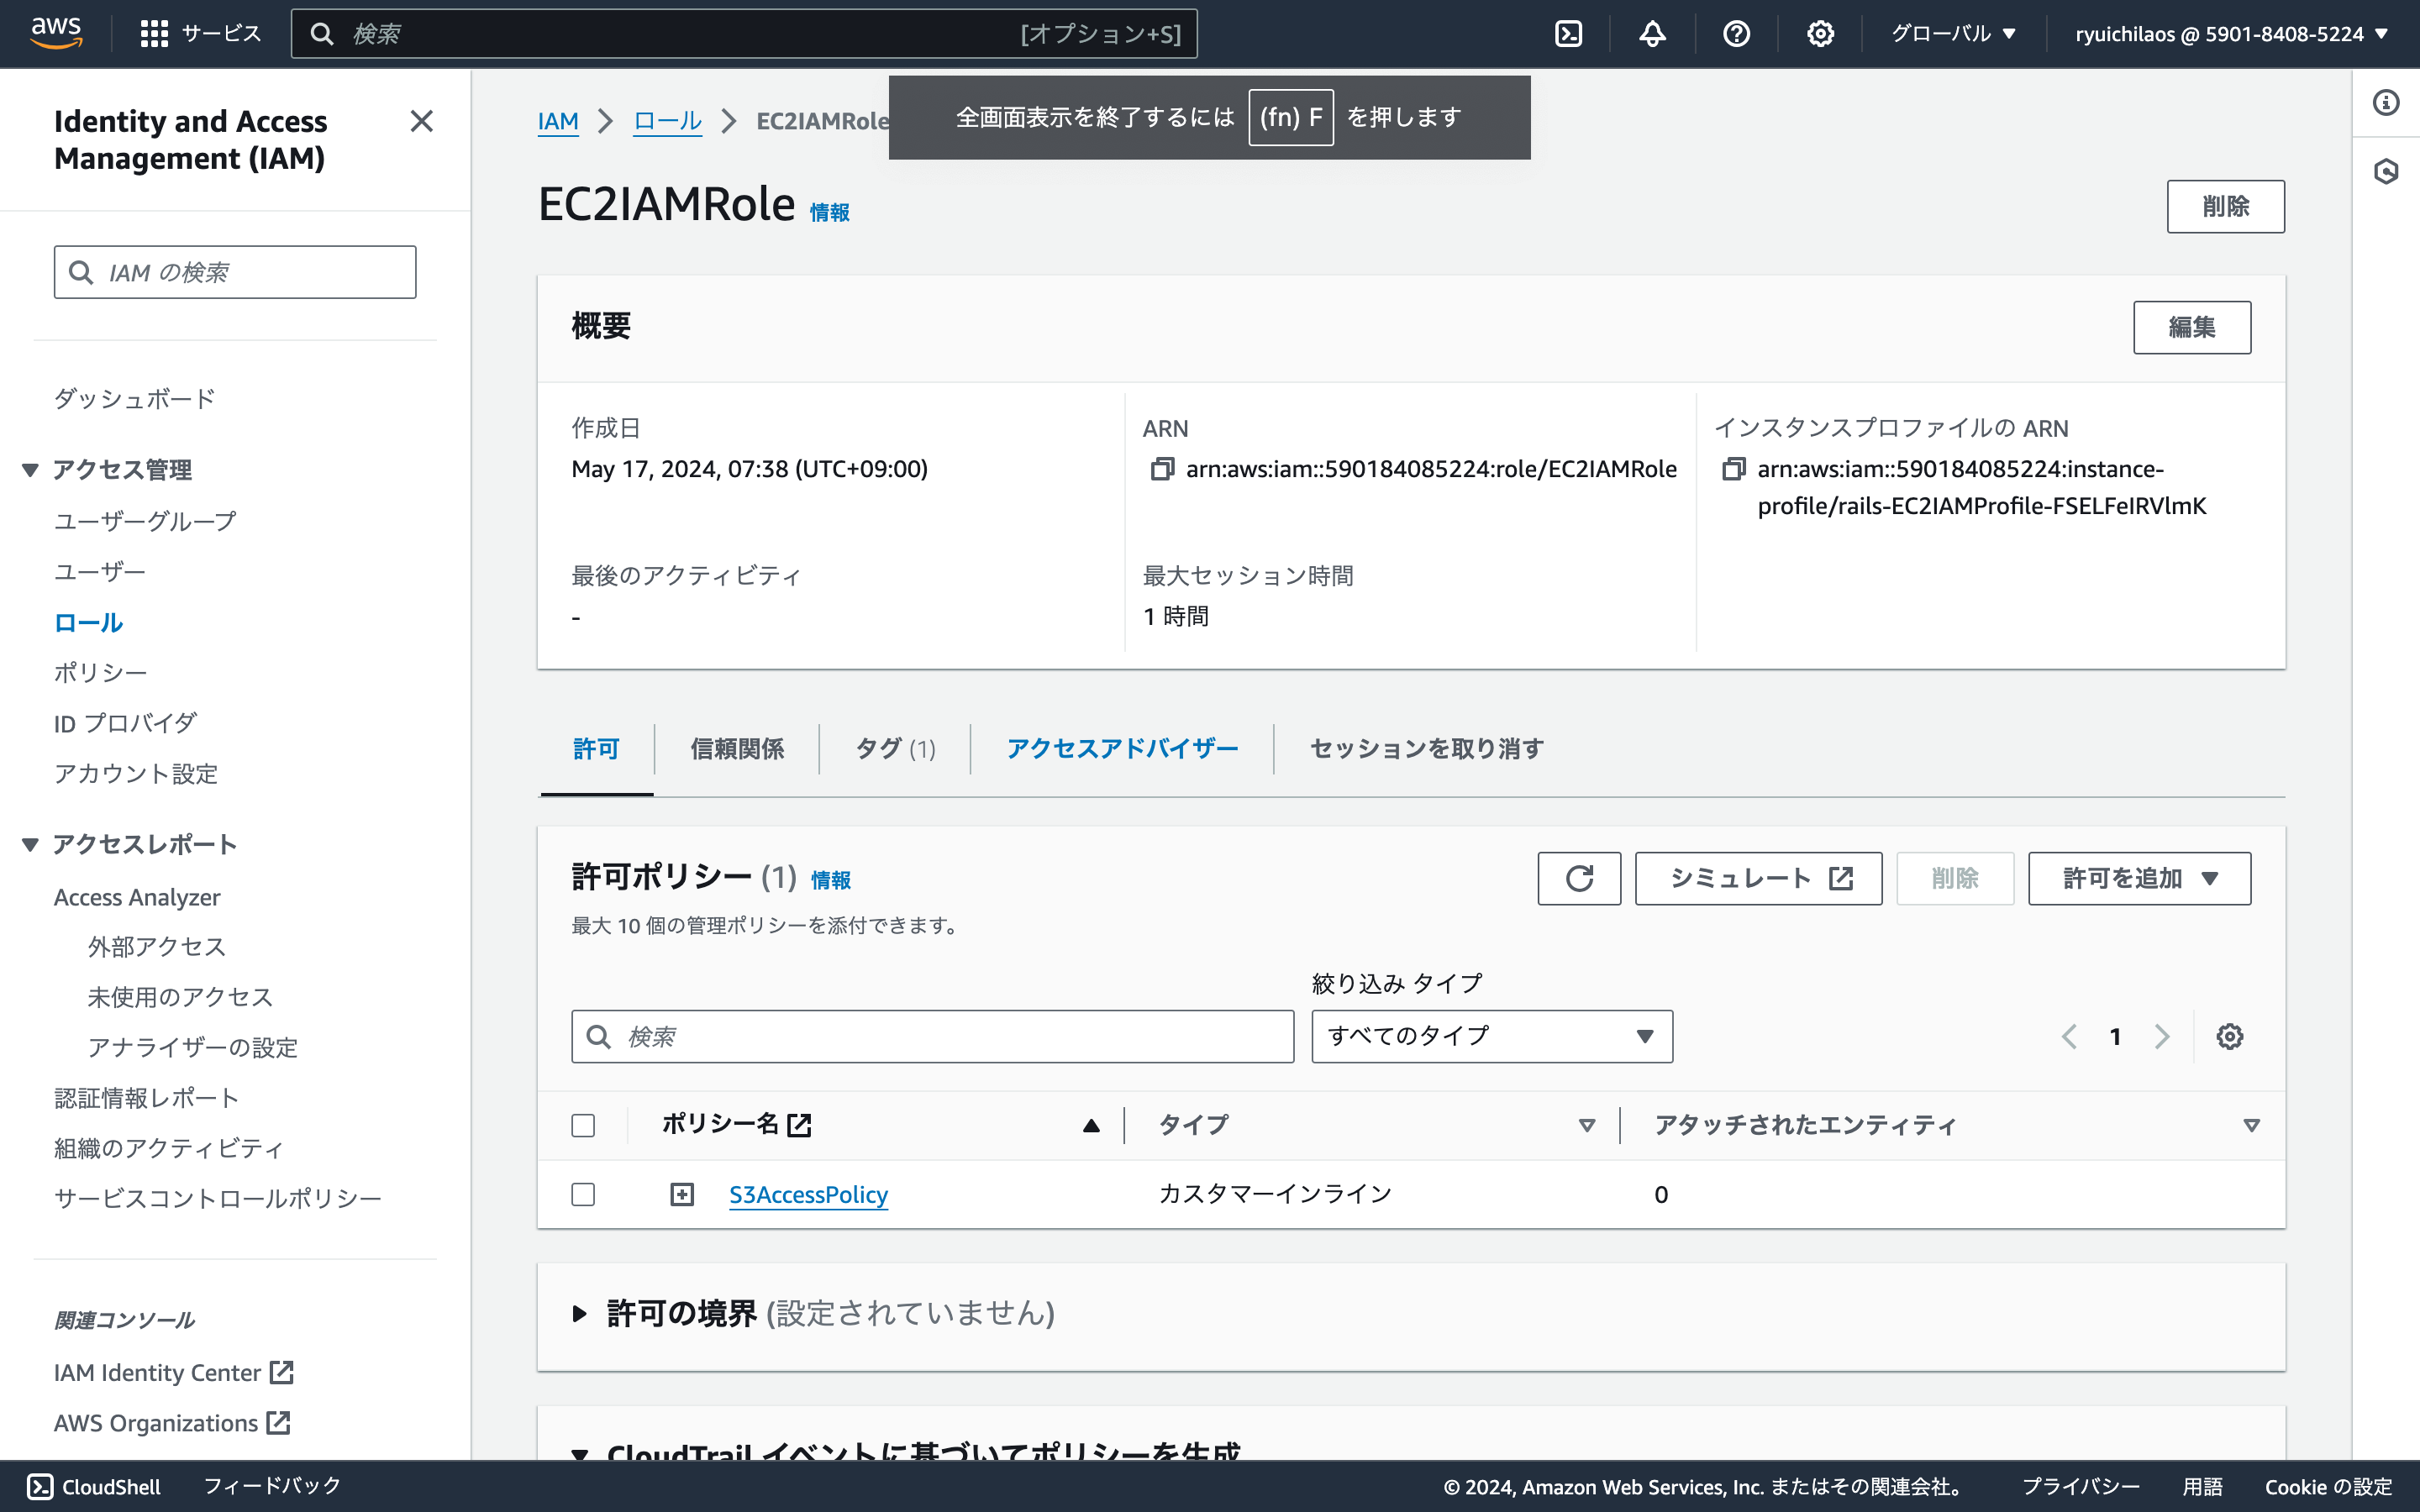 aws
サービス
検索
[オプション+S]
グローバル
ryuichilaos @ 5901-8408-5224
全画面表示を終了するには (fn) F を押します
Identity and Access
Management (IAM)
IAM の検索
ダッシュボード
アクセス管理
ユーザーグループ
ユーザー
ロール
ポリシー
ID プロバイダ
アカウント設定
アクセスレポート
Access Analyzer
外部アクセス
未使用のアクセス
アナライザーの設定
認証情報レポート
組織のアクティビティ
サービスコントロールポリシー
関連コンソール
IAM Identity Center
AWS Organizations
IAM
ロール
EC2IAMRole
EC2IAMRole 情報
削除
概要
編集
作成日
May 17, 2024, 07:38 (UTC+09:00)
ARN
arn:aws:iam::590184085224:role/EC2IAMRole
インスタンスプロファイルの ARN
arn:aws:iam::590184085224:instance-
profile/rails-EC2IAMProfile-FSELFeIRVlmK
最後のアクティビティ
-
最大セッション時間
1 時間
許可
信頼関係
タグ (1)
アクセスアドバイザー
セッションを取り消す
許可ポリシー (1) 情報
シミュレート
削除
許可を追加
最大 10 個の管理ポリシーを添付できます。
絞り込み タイプ
検索
すべてのタイプ
1
ポリシー名
タイプ
アタッチされたエンティティ
S3AccessPolicy
カスタマーインライン
0
許可の境界 (設定されていません)
CloudTrail イベントに基づいてポリシーを生成
CloudShell
フィードバック
© 2024, Amazon Web Services, Inc. またはその関連会社。
プライバシー
用語
Cookie の設定